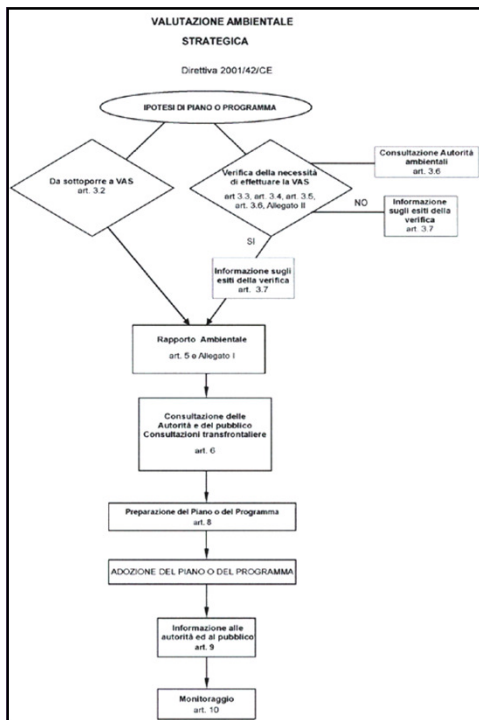 VALUTAZIONE AMBIENTALE
STRATEGICA
Direttiva 2001/42/CE
IPOTESI DI PIANO O PROGRAMMA
Da sottoporre a VAS
art. 3.2
Verifica della necessità
di effettuare la VAS
art 3.3, art. 3.4, art. 3.5,
art. 3.6, Allegato II
Consultazione Autorità
ambientali
art. 3.6
NO
Informazione
sugli esiti della
verifica
art. 3.7
SI
Informazione sugli
esiti della verifica
art. 3.7
Rapporto Ambientale
art. 5 e Allegato I
Consultazione delle
Autorità e del pubblico
Consultazioni transfrontaliere
art. 6
Preparazione del Piano o del Programma
art. 8
ADOZIONE DEL PIANO O DEL PROGRAMMA
Informazione alle
autorità ed al pubblico
art. 9
Monitoraggio
art. 10